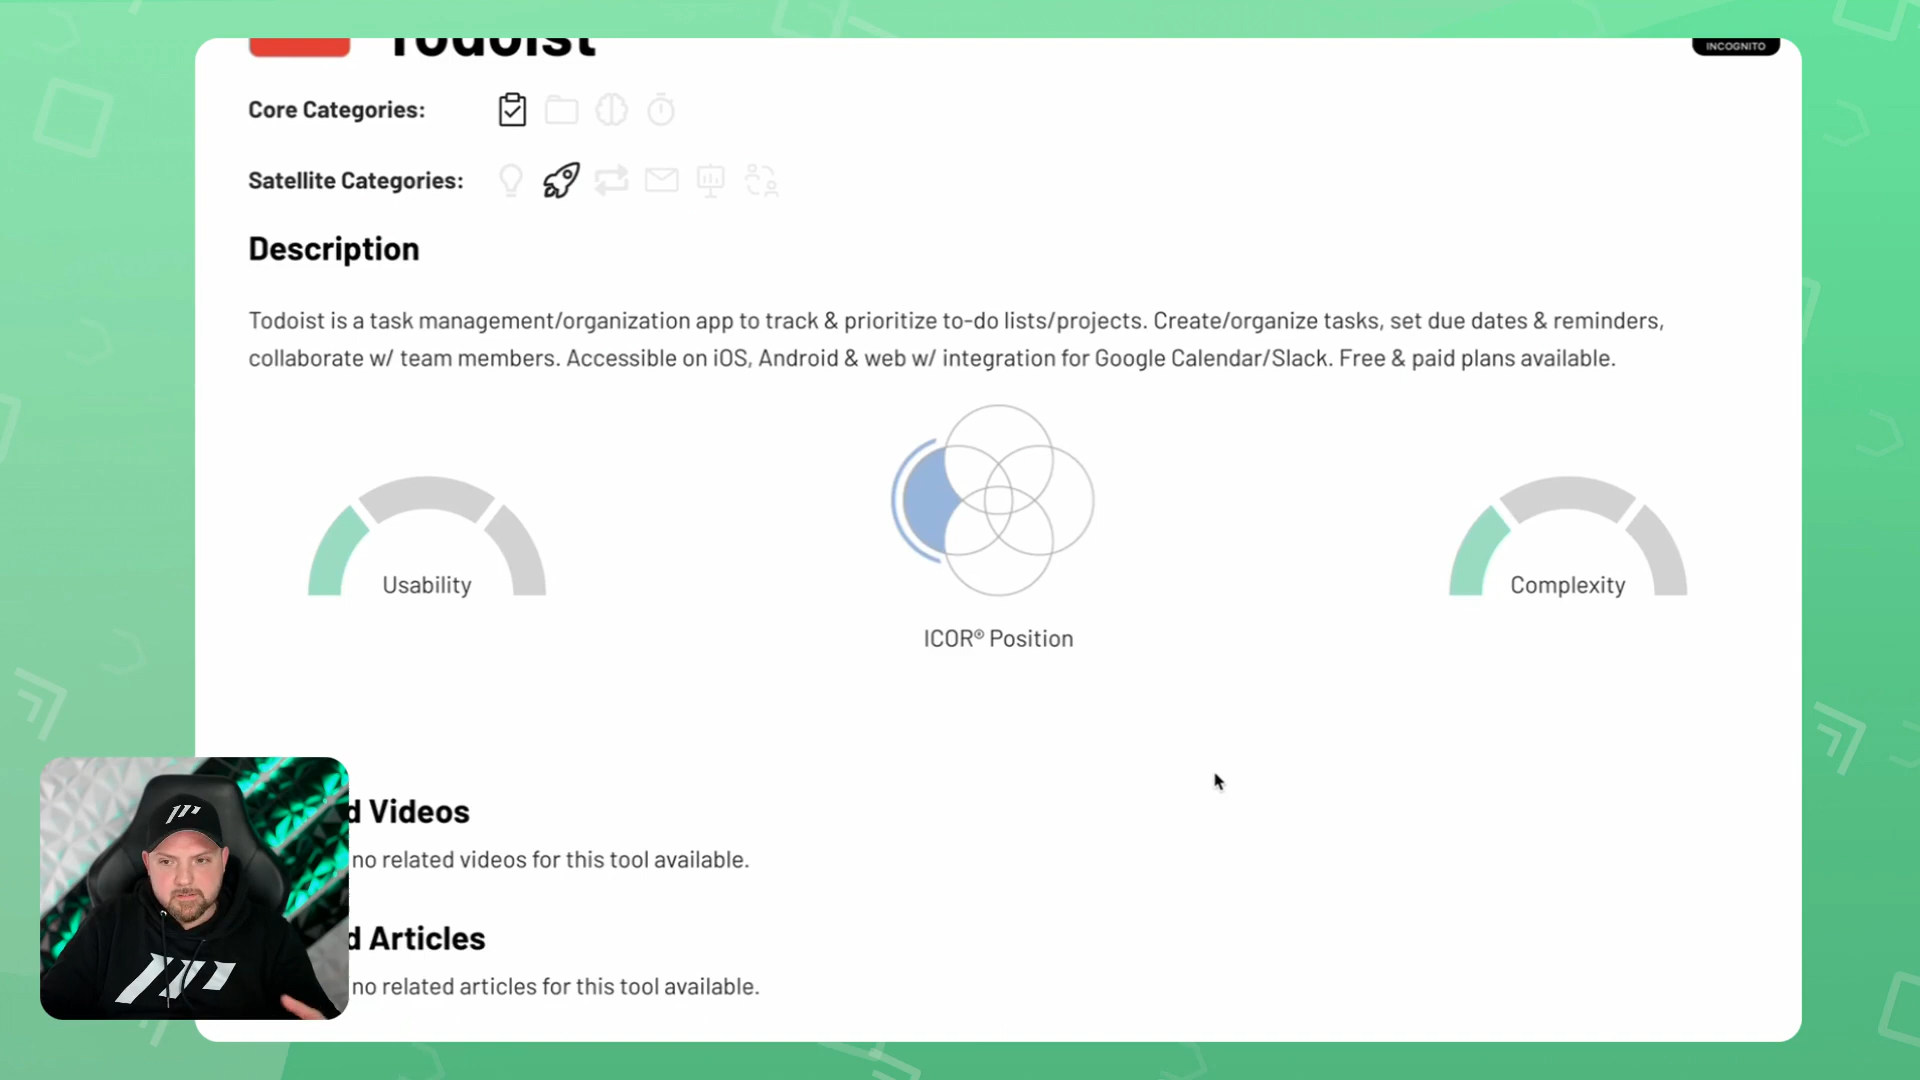 Todoist
INCOGNITO
Core Categories:
Satellite Categories:
Description
Todoist is a task management/organization app to track & prioritize to-do lists/projects. Create/organize tasks, set due dates & reminders,
collaborate w/ team members. Accessible on iOS, Android & web w/ integration for Google Calendar/Slack. Free & paid plans available.
Usability
ICOR® Position
Complexity
d Videos
no related videos for this tool available.
d Articles
no related articles for this tool available.